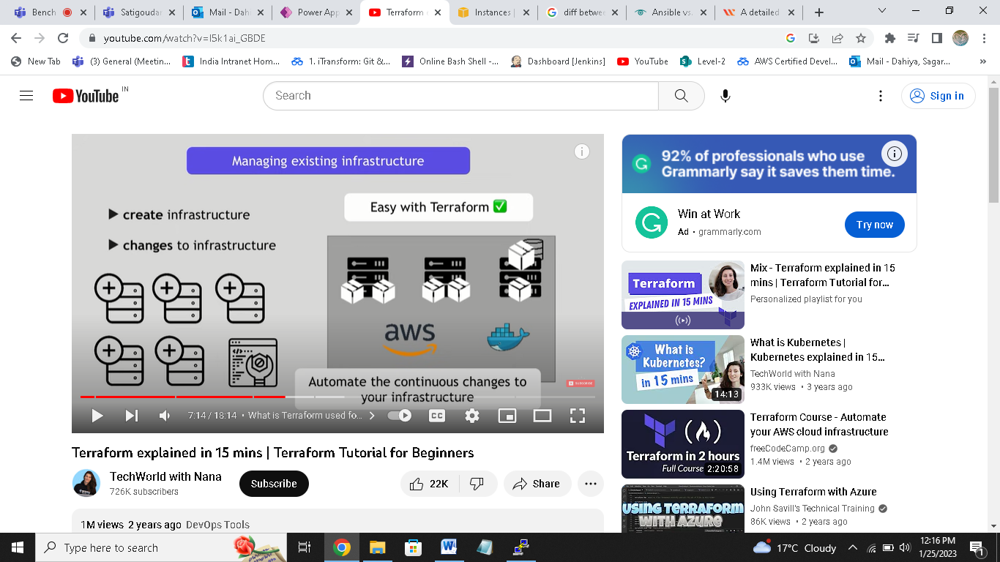 Bench
Satigoudar
Mail - Dahi
Power App
Terraform
Instances |
diff betwee
Ansible vs.
A detailed
youtube.com/watch?v=l5k1ai_GBDE
New Tab
(3) General (Meetin...
India Intranet Hom...
1. iTransform: Git &...
Online Bash Shell -...
Dashboard [Jenkins]
YouTube
Level-2
AWS Certified Devel...
Mail - Dahiya, Sagar...
»
YouTube IN
Search
Sign in
Managing existing infrastructure
Easy with Terraform
▶ create infrastructure
▶ changes to infrastructure
aws
Automate the continuous changes to
your infrastructure
SUBSCRIBE
7:14 / 18:14 • What is Terraform used fo...
CC
Terraform explained in 15 mins | Terraform Tutorial for Beginners
TechWorld with Nana
726K subscribers
Subscribe
22K
Share
1M views 2 years ago DevOps Tools
92% of professionals who use
Grammarly say it saves them time.
Win at Work
Ad • grammarly.com
Try now
Terraform
EXPLAINED IN 15 MINS
Mix - Terraform explained in 15
mins | Terraform Tutorial for...
Personalized playlist for you
What is
Kubernetes?
in 15 mins
14:13
What is Kubernetes |
Kubernetes explained in 15...
TechWorld with Nana
933K views • 3 years ago
Terraform in 2 hours
Full Course
2:20:58
Terraform Course - Automate
your AWS cloud infrastructure
freeCodeCamp.org
1.4M views • 2 years ago
USING TERRAFORM
WITH AZURE
Using Terraform with Azure
John Savill's Technical Training
86K views • 2 years ago
Type here to search
17°C Cloudy
12:16 PM
1/25/2023
1